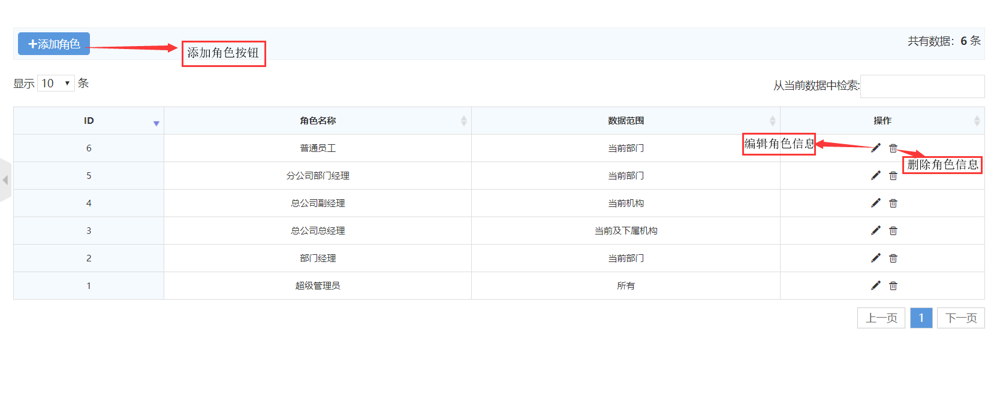 +添加角色
共有数据：6 条
添加角色按钮
显示 10 条
从当前数据中检索:
ID 角色名称 数据范围 操作
6 普通员工 当前部门
编辑角色信息
删除角色信息
5 分公司部门经理 当前部门
4 总公司副经理 当前机构
3 总公司总经理 当前及下属机构
2 部门经理 当前部门
1 超级管理员 所有
上一页 1 下一页